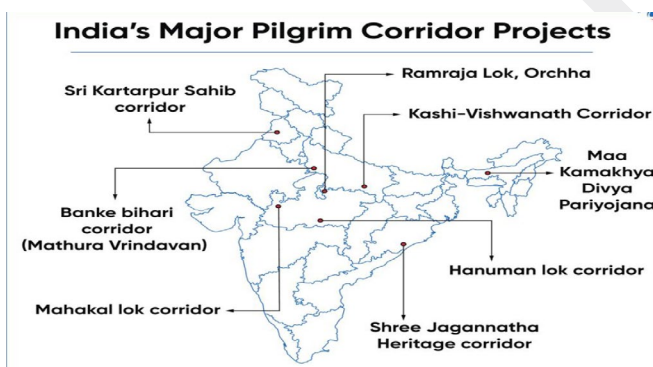 India's Major Pilgrim Corridor Projects
Ramraja Lok, Orchha
Sri Kartarpur Sahib
corridor
Kashi-Vishwanath Corridor
Maa
Kamakhya
Divya
Pariyojana
Banke bihari
corridor
(Mathura Vrindavan)
Hanuman lok corridor
Mahakal lok corridor
Shree Jagannatha
Heritage corridor